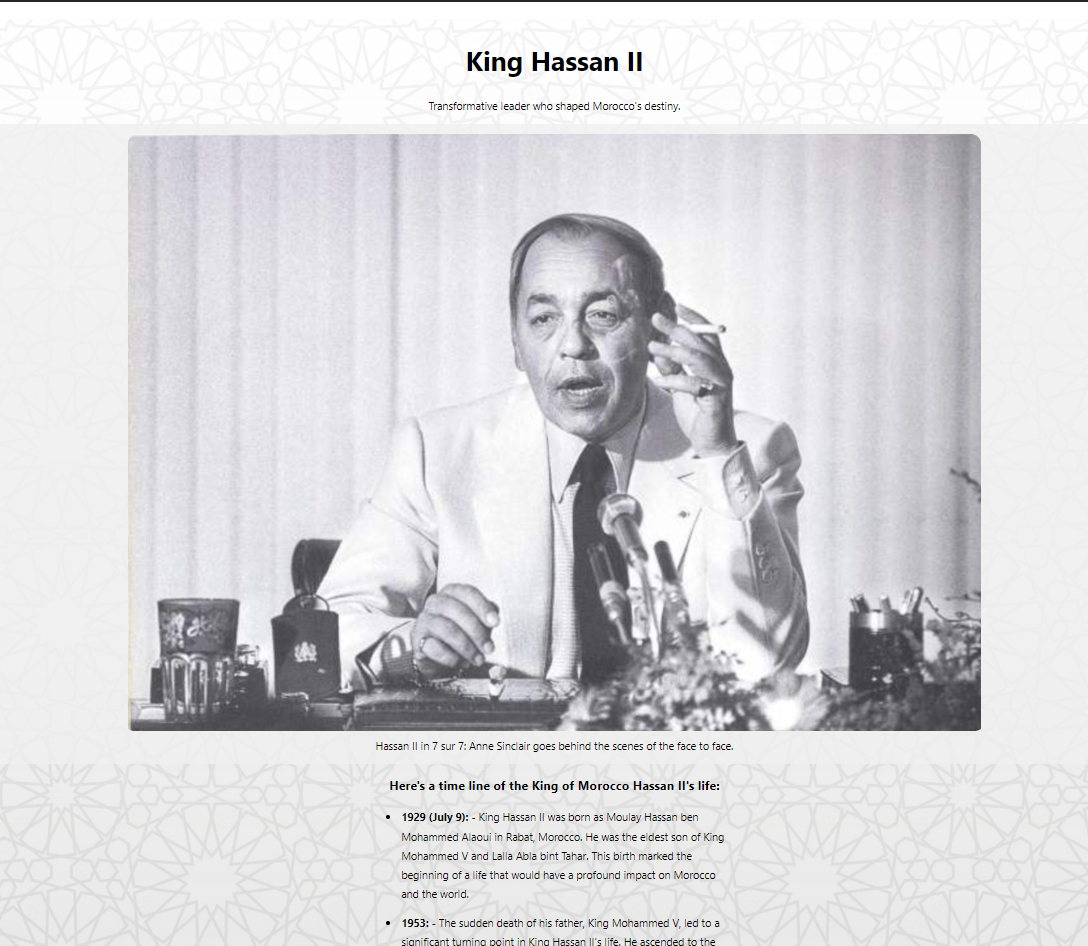 King Hassan II
Transformative leader who shaped Morocco's destiny.
Hassan II in 7 sur 7: Anne Sinclair goes behind the scenes of the face to face.
Here's a time line of the King of Morocco Hassan II's life:
1929 (July 9): - King Hassan II was born as Moulay Hassan ben
Mohammed Alaoui in Rabat, Morocco. He was the eldest son of King
Mohammed V and Lalla Abla bint Tahar. This birth marked the
beginning of a life that would have a profound impact on Morocco
and the world.
1953: - The sudden death of his father, King Mohammed V, led to a
significant turning point in King Hassan II's life. He ascended to the